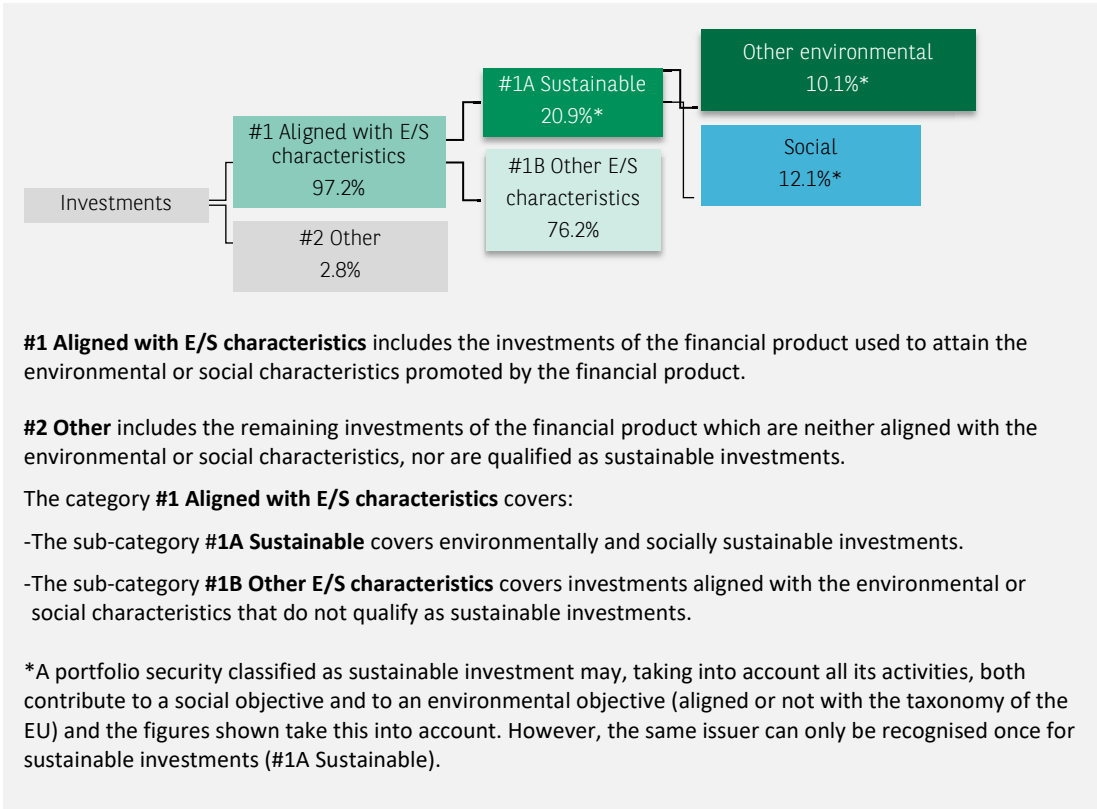 Investments
#1 Aligned with E/S
characteristics
97.2%
#2 Other
2.8%
#1A Sustainable
20.9%*
#1B Other E/S
characteristics
76.2%
Other environmental
10.1%*
Social
12.1%*
#1 Aligned with E/S characteristics includes the investments of the financial product used to attain the
environmental or social characteristics promoted by the financial product.
#2 Other includes the remaining investments of the financial product which are neither aligned with the
environmental or social characteristics, nor are qualified as sustainable investments.
The category #1 Aligned with E/S characteristics covers:
-The sub-category #1A Sustainable covers environmentally and socially sustainable investments.
-The sub-category #1B Other E/S characteristics covers investments aligned with the environmental or
social characteristics that do not qualify as sustainable investments.
*A portfolio security classified as sustainable investment may, taking into account all its activities, both
contribute to a social objective and to an environmental objective (aligned or not with the taxonomy of the
EU) and the figures shown take this into account. However, the same issuer can only be recognised once for
sustainable investments (#1A Sustainable).